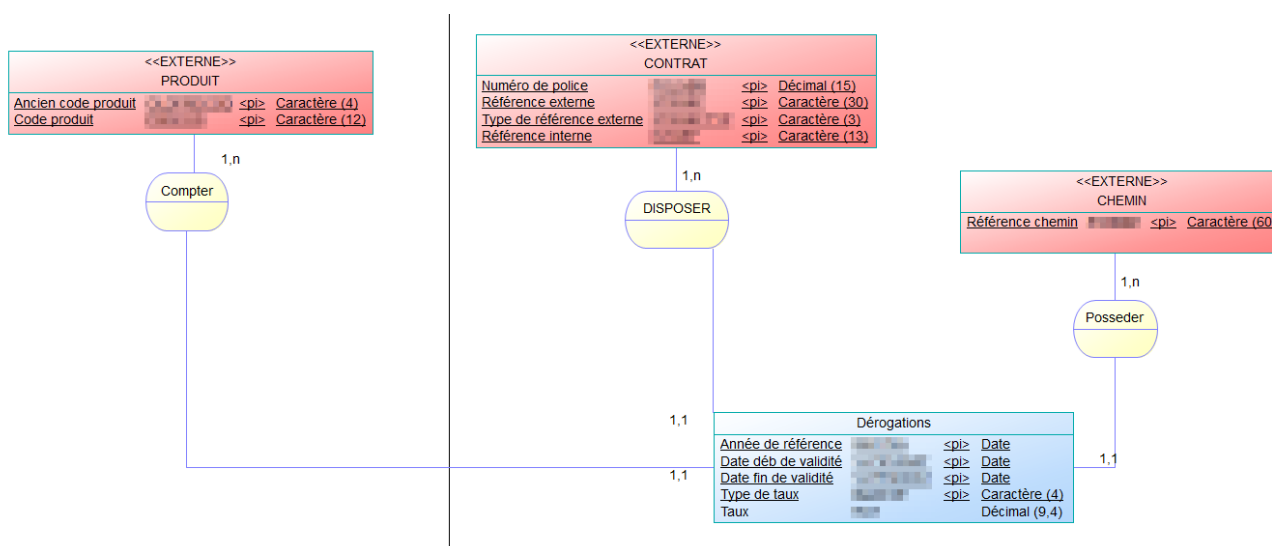 <<EXTERNE>>
PRODUIT
Ancien code produit <pi> Caractère (4)
Code produit <pi> Caractère (12)
1,n
Compter
<<EXTERNE>>
CONTRAT
Numéro de police <pi> Décimal (15)
Référence externe <pi> Caractère (30)
Type de référence externe <pi> Caractère (3)
Référence interne <pi> Caractère (13)
1,n
DISPOSER
<<EXTERNE>>
CHEMIN
Référence chemin <pi> Caractère (60
1,n
Posseder
1,1
1,1
1,1
Dérogations
Année de référence <pi> Date
Date déb de validité <pi> Date
Date fin de validité <pi> Date
Type de taux <pi> Caractère (4)
Taux Décimal (9,4)